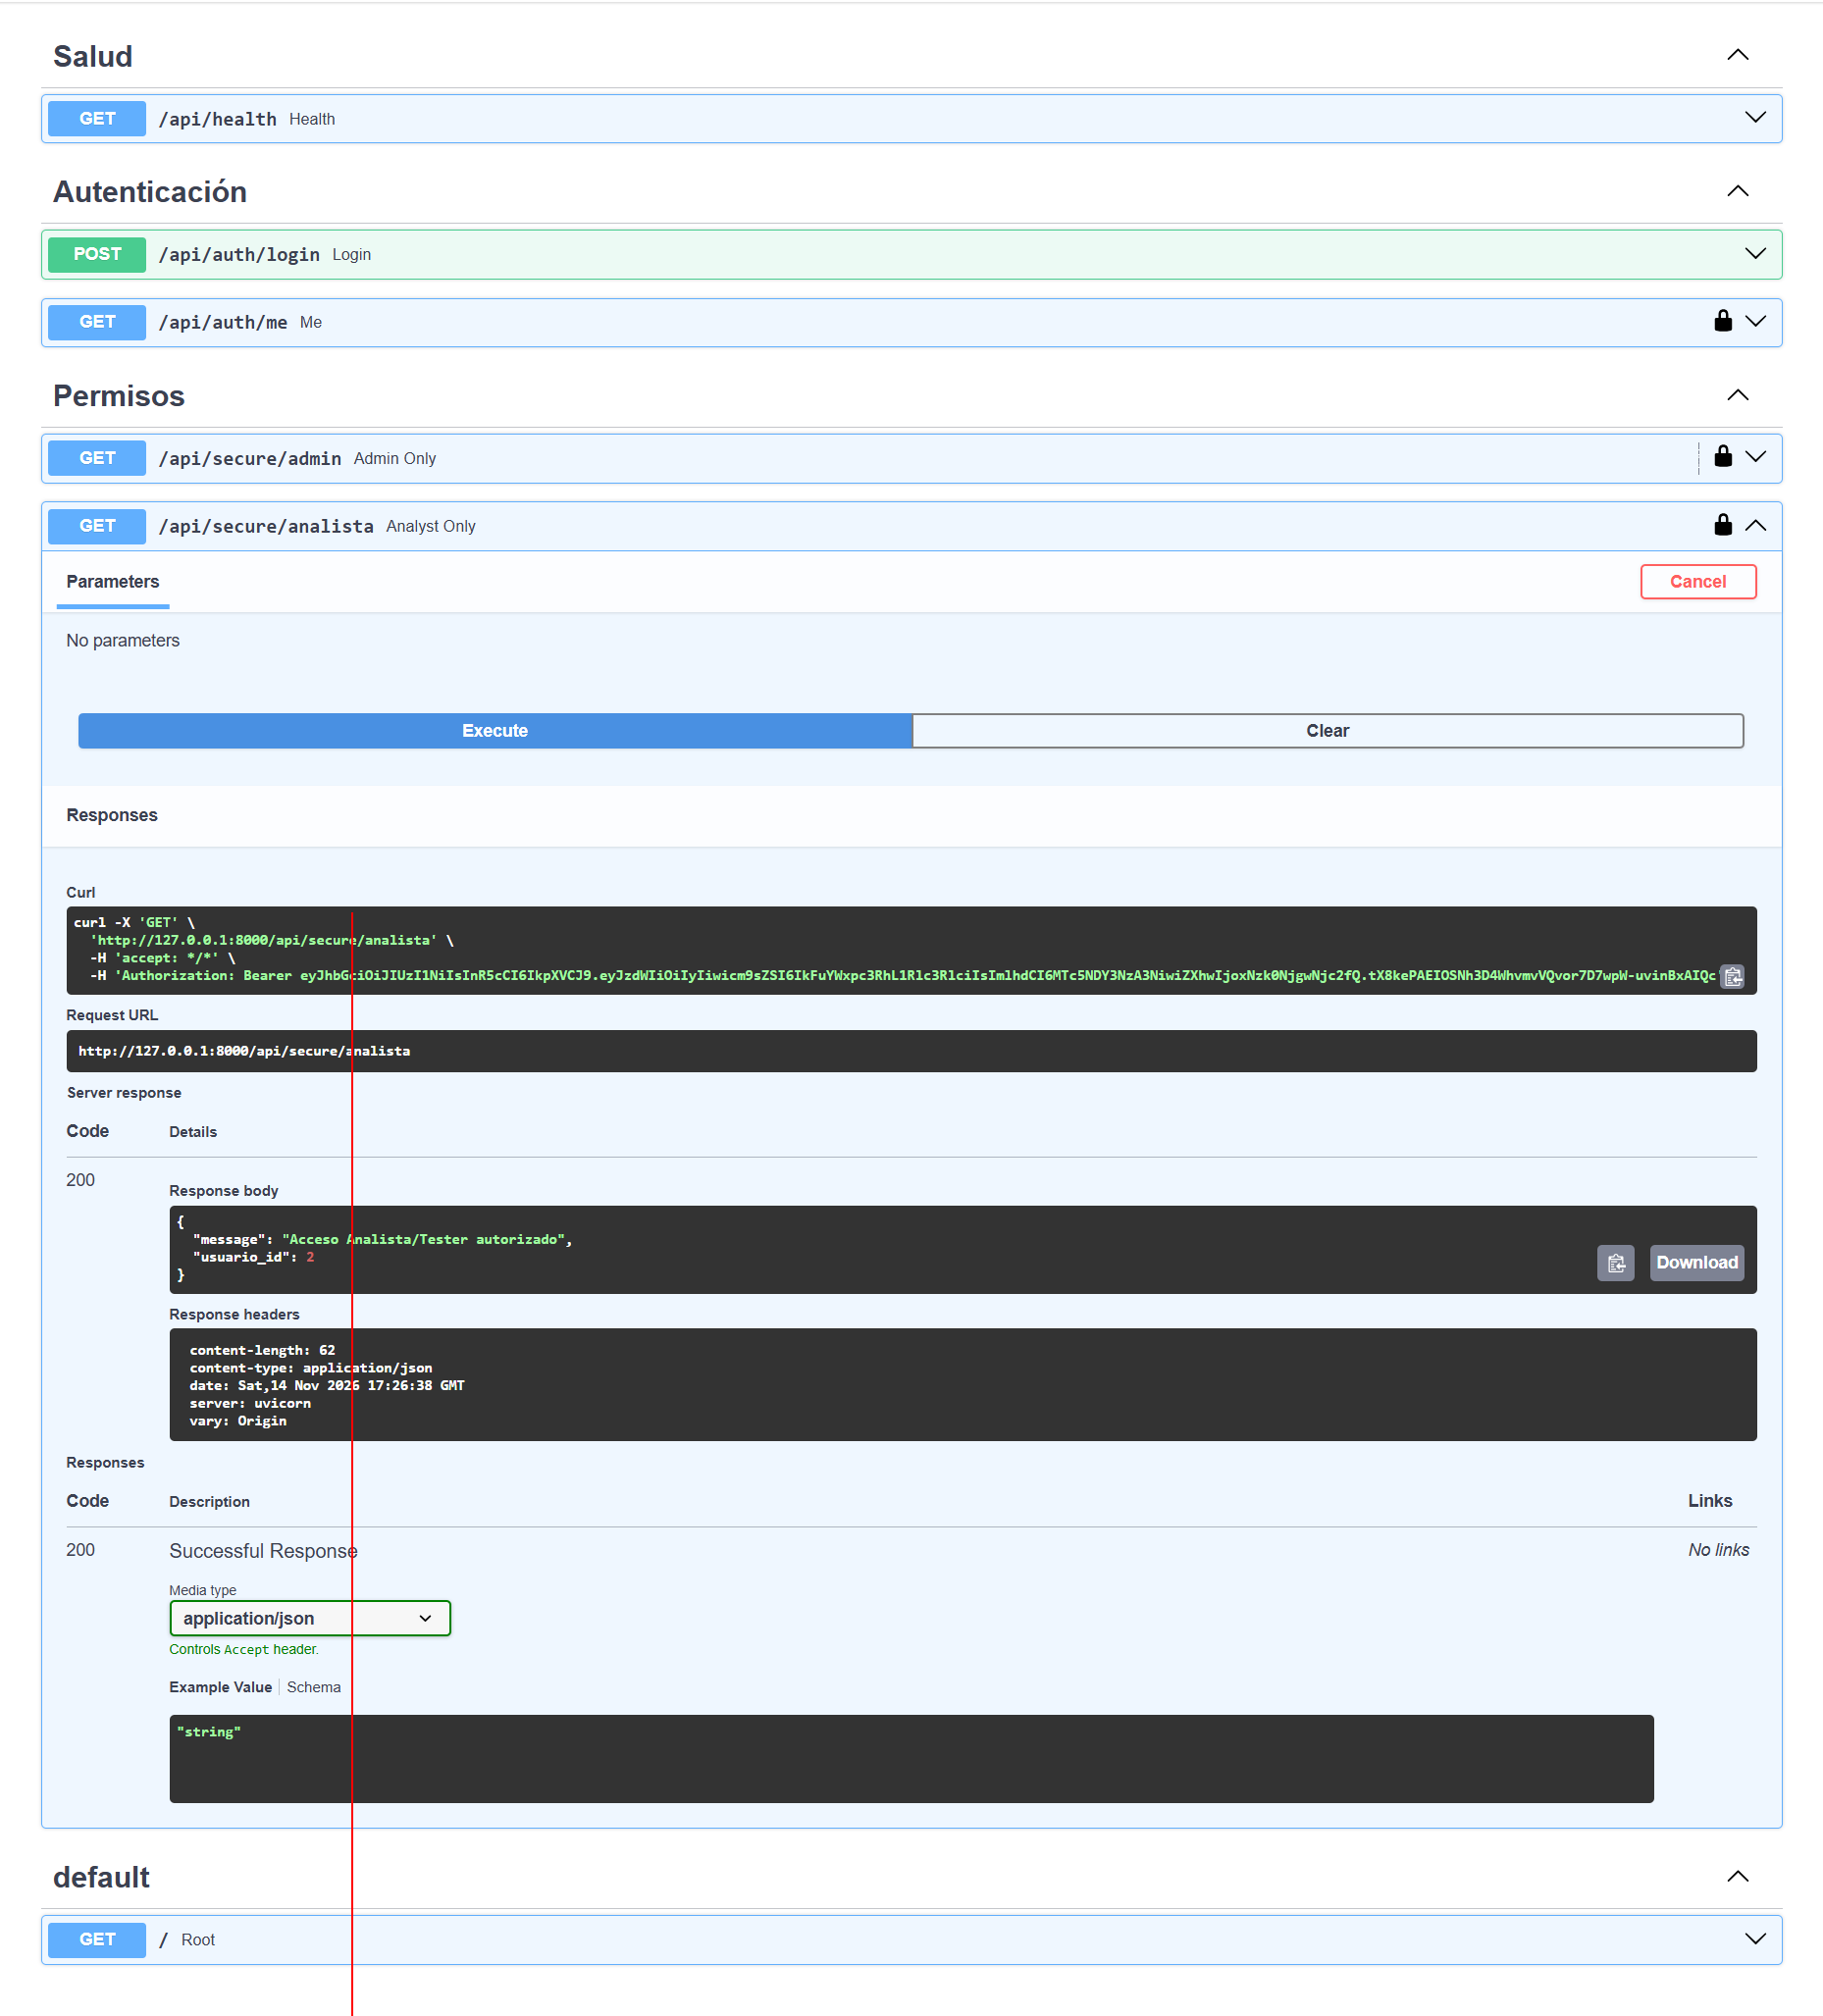 Salud
GET /api/health Health
Autenticación
POST /api/auth/login Login
GET /api/auth/me Me
Permisos
GET /api/secure/admin Admin Only
GET /api/secure/analista Analyst Only
Parameters
Cancel
No parameters
Execute
Clear
Responses
Curl
curl -X 'GET' \
'http://127.0.0.1:8000/api/secure/analista' \
-H 'accept: */*' \
-H 'Authorization: Bearer eyJhbGciOiJIUzI1NiIsInR5cCI6IkpXVCJ9.eyJzdWIiOiIyIiwicm9sZSI6IkFuYWxpc3RhL1Rlc3RlciIsImlhdCI6MTc5NDY3NzA3NiwiZXhwIjoxNzk0NjgwNjc2fQ.tX8kePAEIOSNh3D4WhvmvVQvor7D7wpW-uvinBxAIQc'
Request URL
http://127.0.0.1:8000/api/secure/analista
Server response
Code Details
200
Response body
{
"message": "Acceso Analista/Tester autorizado",
"usuario_id": 2
}
Download
Response headers
content-length: 62
content-type: application/json
date: Sat,14 Nov 2026 17:26:38 GMT
server: uvicorn
vary: Origin
Responses
Code Description Links
200 Successful Response No links
Media type
application/json
Controls Accept header.
Example Value Schema
"string"
default
GET / Root